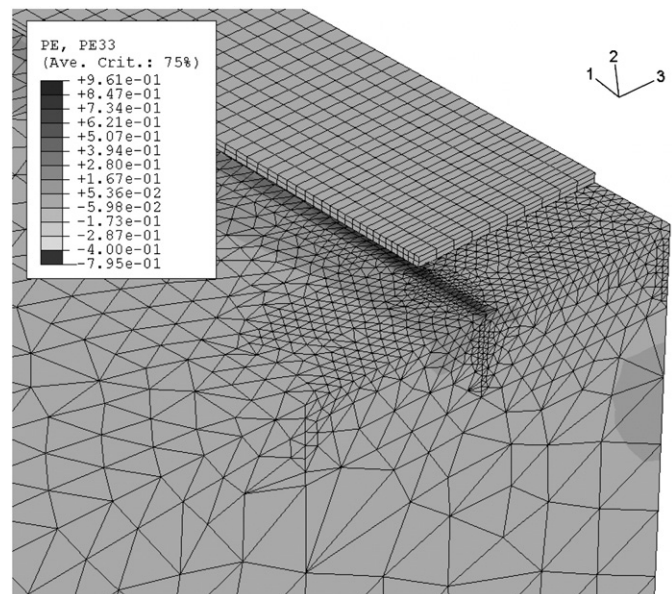 PE, PE33
(Ave. Crit.: 75%)
+9.61e-01
+8.47e-01
+7.34e-01
+6.21e-01
+5.07e-01
+3.94e-01
+2.80e-01
+1.67e-01
+5.36e-02
-5.98e-02
-1.73e-01
-2.87e-01
-4.00e-01
-7.95e-01
2
1
3